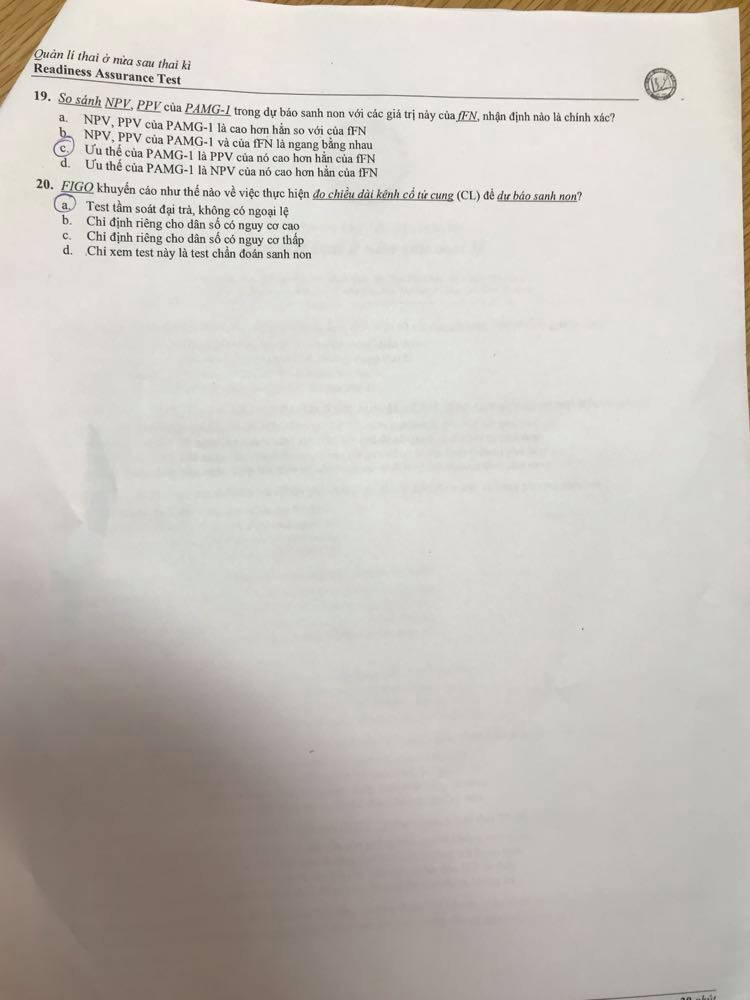 Quản lí thai ở nửa sau thai kì
Readiness Assurance Test
19. So sánh NPV, PPV của PAMG-1 trong dự báo sanh non với các giá trị này của fFN, nhận định nào là chính xác?
a. NPV, PPV của PAMG-1 là cao hơn hẳn so với của fFN
b. NPV, PPV của PAMG-1 và của fFN là ngang bằng nhau
c. Ưu thế của PAMG-1 là PPV của nó cao hơn hẳn của fFN
d. Ưu thế của PAMG-1 là NPV của nó cao hơn hẳn của fFN
20. FIGO khuyến cáo như thế nào về việc thực hiện đo chiều dài kênh cổ tử cung (CL) để dự báo sanh non?
a. Test tầm soát đại trà, không có ngoại lệ
b. Chỉ định riêng cho dân số có nguy cơ cao
c. Chỉ định riêng cho dân số có nguy cơ thấp
d. Chỉ xem test này là test chẩn đoán sanh non